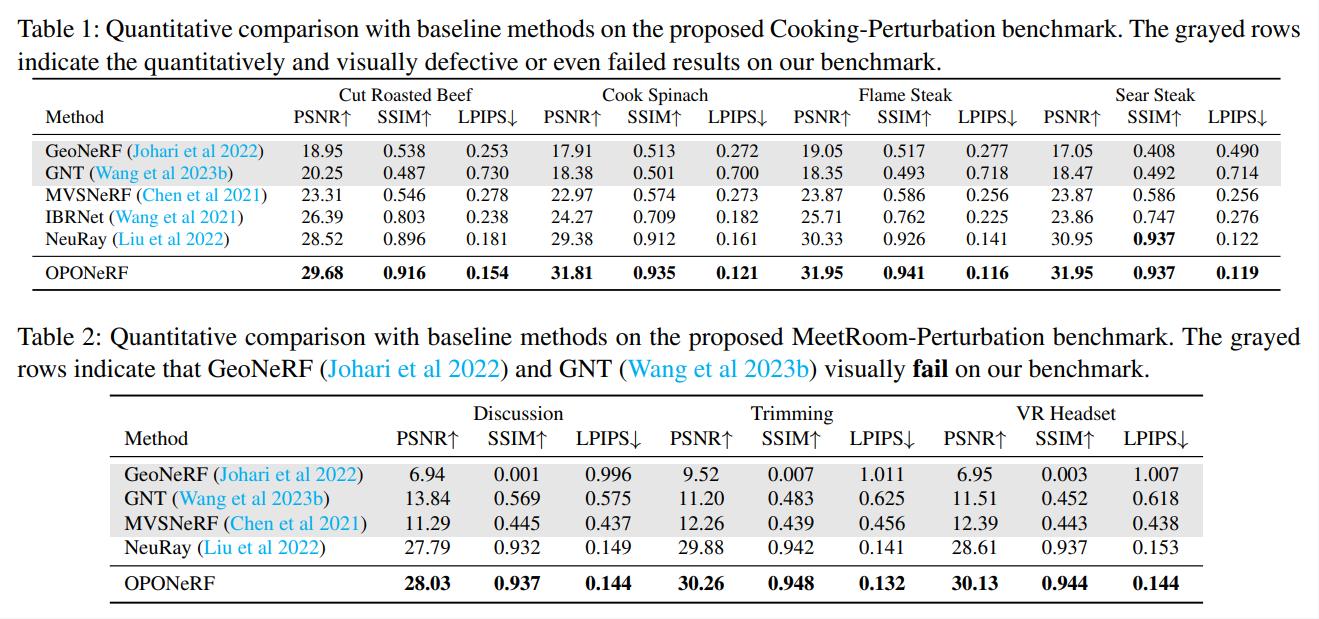 Table 1: Quantitative comparison with baseline methods on the proposed Cooking-Perturbation benchmark. The grayed rows
indicate the quantitatively and visually defective or even failed results on our benchmark.
Cut Roasted Beef Cook Spinach Flame Steak Sear Steak
Method PSNR↑ SSIM↑ LPIPS↓ PSNR↑ SSIM↑ LPIPS↓ PSNR↑ SSIM↑ LPIPS↓ PSNR↑ SSIM↑ LPIPS↓
GeoNeRF (Johari et al 2022) 18.95 0.538 0.253 17.91 0.513 0.272 19.05 0.517 0.277 17.05 0.408 0.490
GNT (Wang et al 2023b) 20.25 0.487 0.730 18.38 0.501 0.700 18.35 0.493 0.718 18.47 0.492 0.714
MVSNeRF (Chen et al 2021) 23.31 0.546 0.278 22.97 0.574 0.273 23.87 0.586 0.256 23.87 0.586 0.256
IBRNet (Wang et al 2021) 26.39 0.803 0.238 24.27 0.709 0.182 25.71 0.762 0.225 23.86 0.747 0.276
NeuRay (Liu et al 2022) 28.52 0.896 0.181 29.38 0.912 0.161 30.33 0.926 0.141 30.95 0.937 0.122
OPONeRF 29.68 0.916 0.154 31.81 0.935 0.121 31.95 0.941 0.116 31.95 0.937 0.119
Table 2: Quantitative comparison with baseline methods on the proposed MeetRoom-Perturbation benchmark. The grayed
rows indicate that GeoNeRF (Johari et al 2022) and GNT (Wang et al 2023b) visually fail on our benchmark.
Discussion Trimming VR Headset
Method PSNR↑ SSIM↑ LPIPS↓ PSNR↑ SSIM↑ LPIPS↓ PSNR↑ SSIM↑ LPIPS↓
GeoNeRF (Johari et al 2022) 6.94 0.001 0.996 9.52 0.007 1.011 6.95 0.003 1.007
GNT (Wang et al 2023b) 13.84 0.569 0.575 11.20 0.483 0.625 11.51 0.452 0.618
MVSNeRF (Chen et al 2021) 11.29 0.445 0.437 12.26 0.439 0.456 12.39 0.443 0.438
NeuRay (Liu et al 2022) 27.79 0.932 0.149 29.88 0.942 0.141 28.61 0.937 0.153
OPONeRF 28.03 0.937 0.144 30.26 0.948 0.132 30.13 0.944 0.144